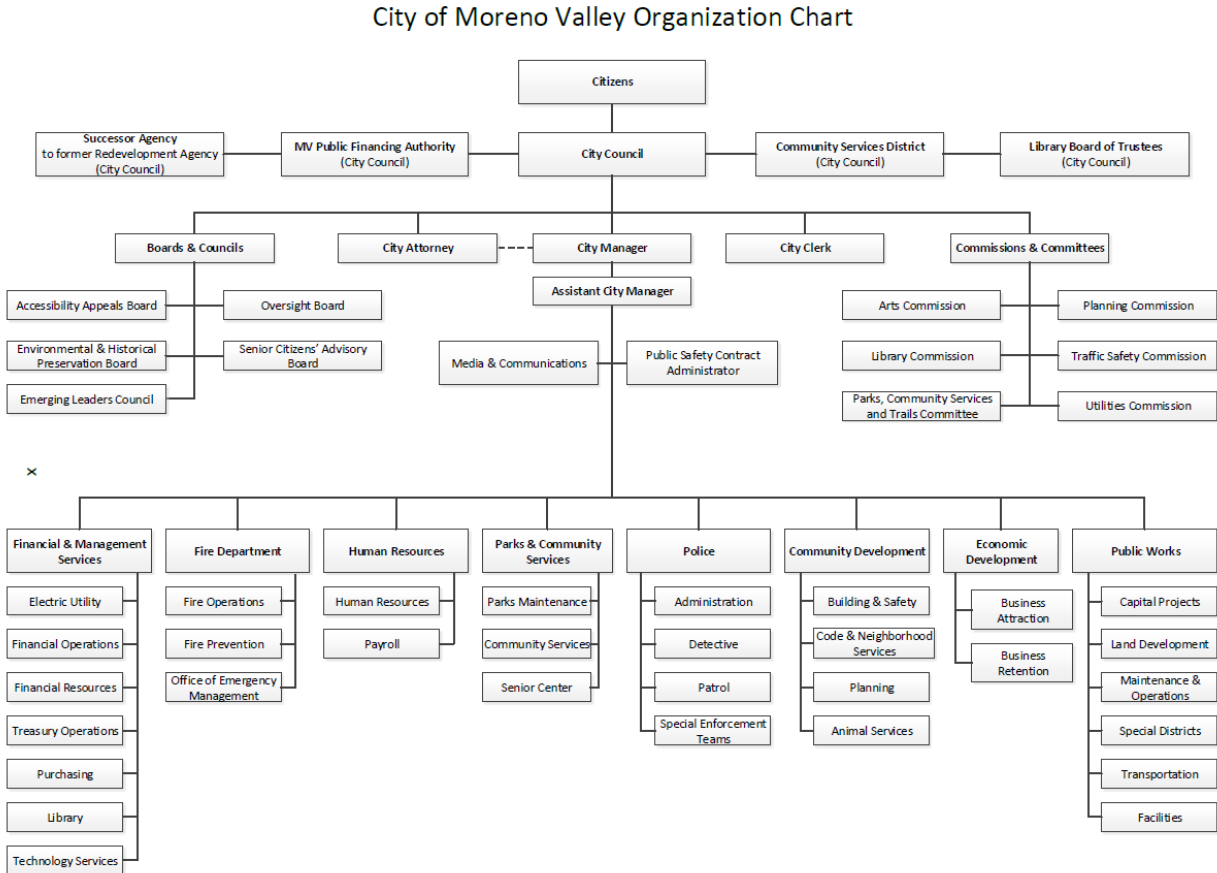 City of Moreno Valley Organization Chart
Citizens
Successor Agency
to former Redevelopment Agency
(City Council)
MV Public Financing Authority
(City Council)
City Council
Community Services District
(City Council)
Library Board of Trustees
(City Council)
Boards & Councils
City Attorney
City Manager
City Clerk
Commissions & Committees
Assistant City Manager
Accessibility Appeals Board
Oversight Board
Environmental & Historical
Preservation Board
Senior Citizens' Advisory
Board
Emerging Leaders Council
Media & Communications
Public Safety Contract
Administrator
Arts Commission
Planning Commission
Library Commission
Traffic Safety Commission
Parks, Community Services
and Trails Committee
Utilities Commission
x
Financial & Management
Services
Electric Utility
Financial Operations
Financial Resources
Treasury Operations
Purchasing
Library
Technology Services
Fire Department
Fire Operations
Fire Prevention
Office of Emergency
Management
Human Resources
Human Resources
Payroll
Parks & Community
Services
Parks Maintenance
Community Services
Senior Center
Police
Administration
Detective
Patrol
Special Enforcement
Teams
Community Development
Building & Safety
Code & Neighborhood
Services
Planning
Animal Services
Economic
Development
Business
Attraction
Business
Retention
Public Works
Capital Projects
Land Development
Maintenance &
Operations
Special Districts
Transportation
Facilities